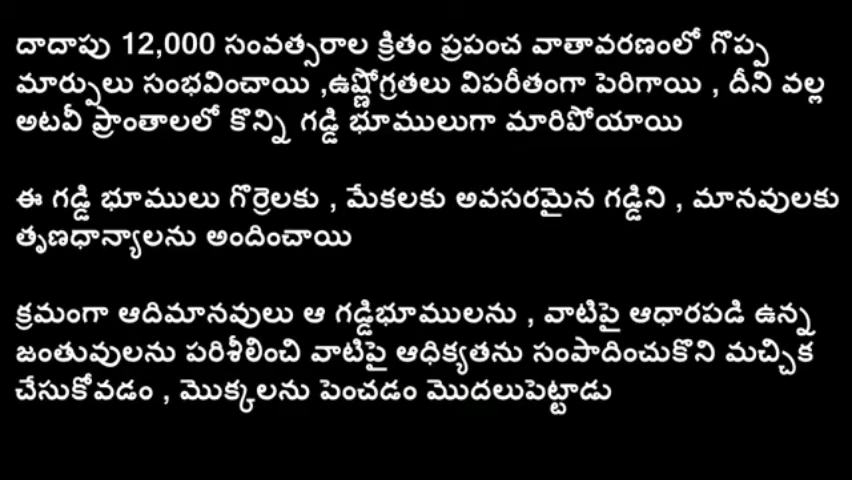 దాదాపు 12,000 సంవత్సరాల క్రితం ప్రపంచ వాతావరణంలో గొప్ప
మార్పులు సంభవించాయి ,ఉష్ణోగ్రతలు విపరీతంగా పెరిగాయి , దీని వల్ల
అటవీ ప్రాంతాలలో కొన్ని గడ్డి భూములుగా మారిపోయాయి
ఈ గడ్డి భూములు గొర్రెలకు , మేకలకు అవసరమైన గడ్డిని , మానవులకు
తృణధాన్యాలను అందించాయి
క్రమంగా ఆదిమానవులు ఆ గడ్డిభూములను , వాటిపై ఆధారపడి ఉన్న
జంతువులను పరిశీలించి వాటిపై ఆధిక్యతను సంపాదించుకొని మచ్చిక
చేసుకోవడం , మొక్కలను పెంచడం మొదలుపెట్టాడు